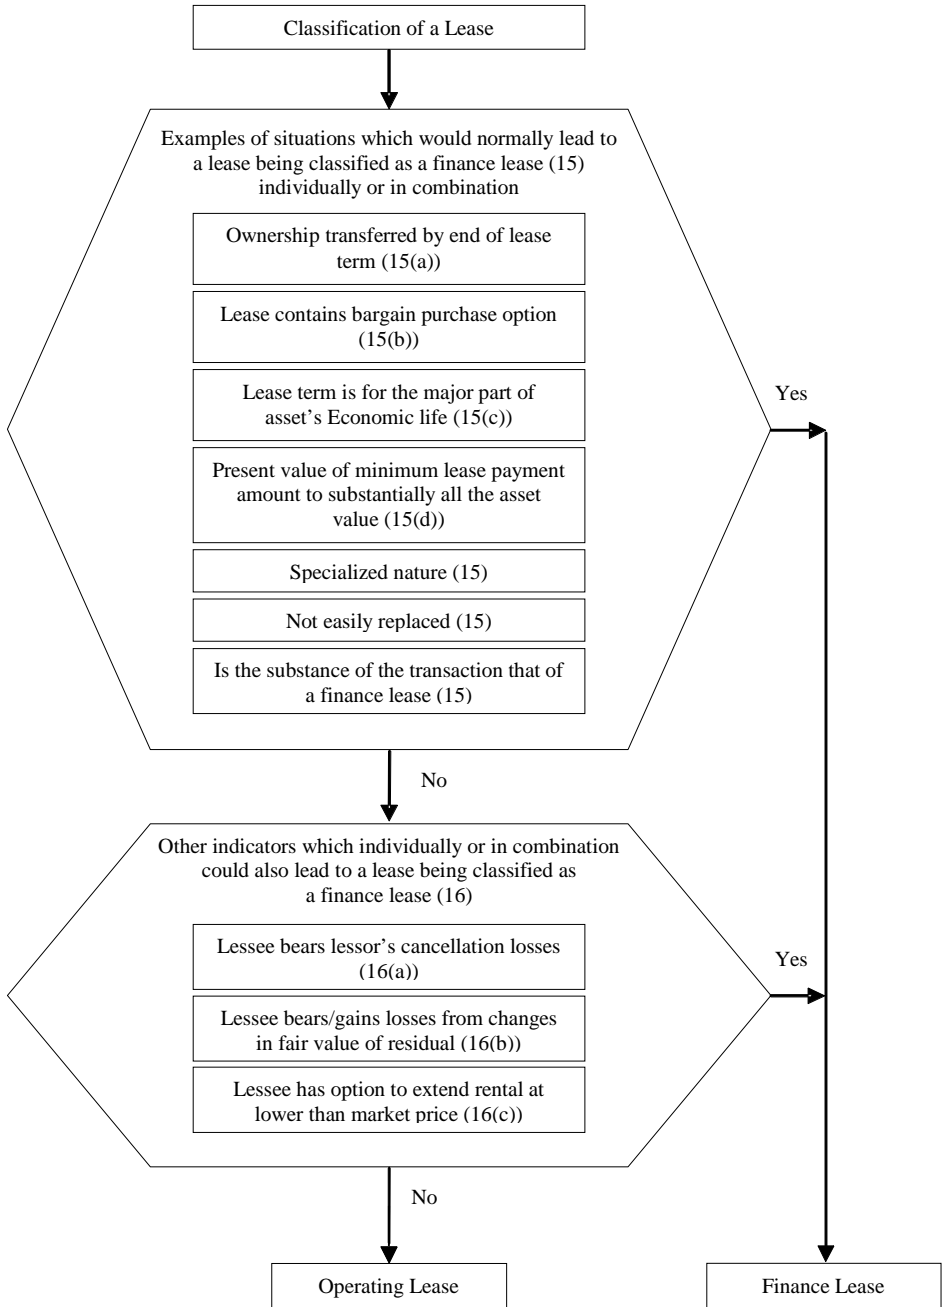 Classification of a Lease
Examples of situations which would normally lead to
a lease being classified as a finance lease (15)
individually or in combination
Ownership transferred by end of lease
term (15(a))
Lease contains bargain purchase option
(15(b))
Lease term is for the major part of
asset's Economic life (15(c))
Yes
Present value of minimum lease payment
amount to substantially all the asset
value (15(d))
Specialized nature (15)
Not easily replaced (15)
Is the substance of the transaction that of
a finance lease (15)
No
Other indicators which individually or in combination
could also lead to a lease being classified as
a finance lease (16)
Lessee bears lessor's cancellation losses
(16(a))
Yes
Lessee bears/gains losses from changes
in fair value of residual (16(b))
Lessee has option to extend rental at
lower than market price (16(c))
No
Operating Lease
Finance Lease